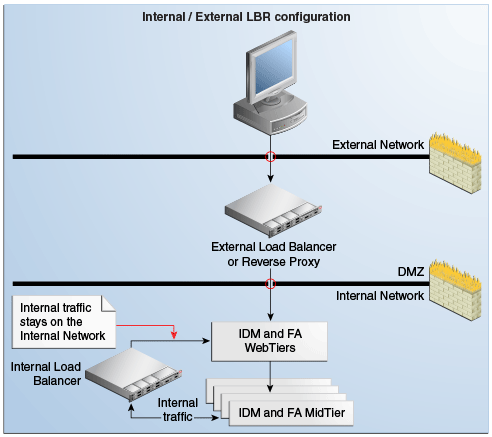 Internal / External LBR configuration
External Network
External Load Balancer
or Reverse Proxy
DMZ
Internal Network
Internal traffic
stays on the
Internal Network
IDM and FA
WebTiers
Internal Load
Balancer
Internal
traffic
IDM and FA MidTier